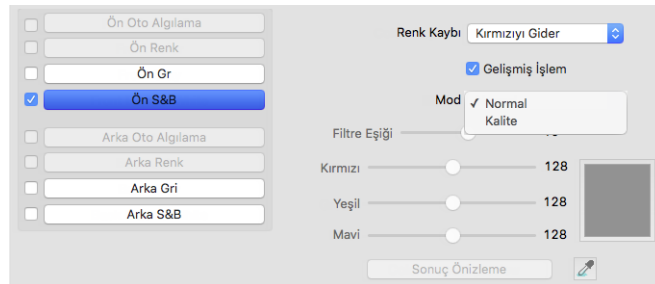 Ön Oto Algılama
Ön Renk
Ön Gr
Ön S&B
Arka Oto Algılama
Arka Renk
Arka Gri
Arka S&B
Renk Kaybı Kırmızıyı Gider
Gelişmiş İşlem
Mod ✓ Normal
Kalite
Filtre Eşiği
Kırmızı 128
Yeşil 128
Mavi 128
Sonuç Önizleme